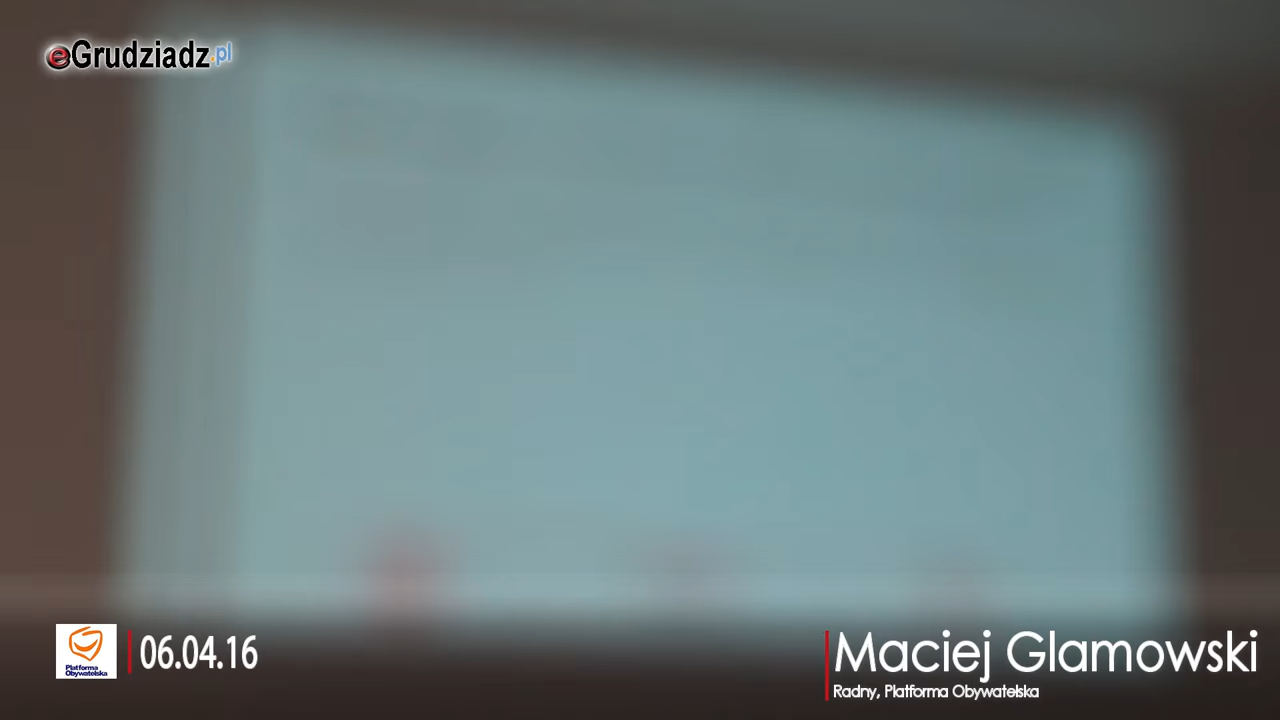 eGrudziadz.pl
Platforma
Obywatelska
06.04.16
Maciej Glamowski
Radny, Platforma Obywatelska